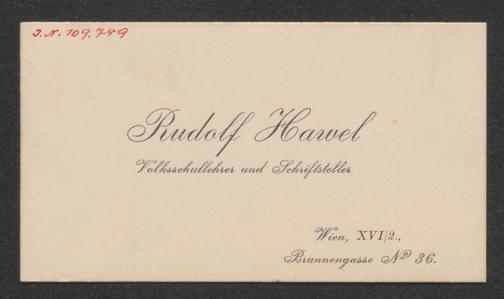 J.N. 109.749
Rudolf Hawel
Volksschullehrer und Schriftsteller
Wien, XVI/2.,
Brunnengasse No 36.